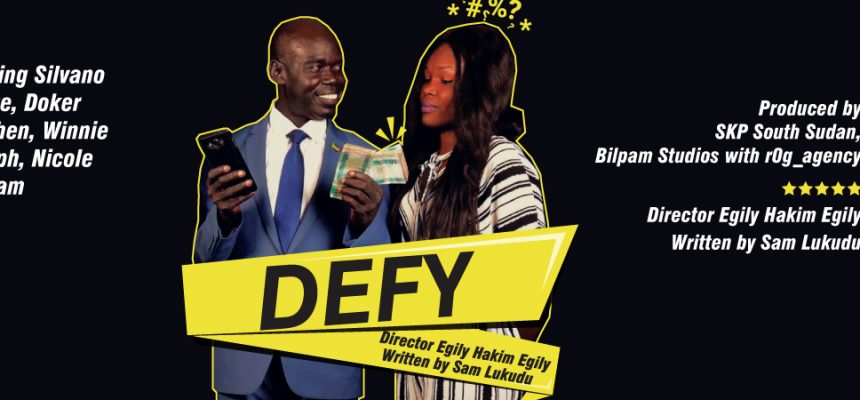 ing Silvano
e, Doker
hen, Winnie
ph, Nicole
am
*#%?
DEFY
Director Egily Hakim Egily
Written by Sam Lukudu
Produced by
SKP South Sudan,
Bilpam Studios with r0g_agency
Director Egily Hakim Egily
Written by Sam Lukudu